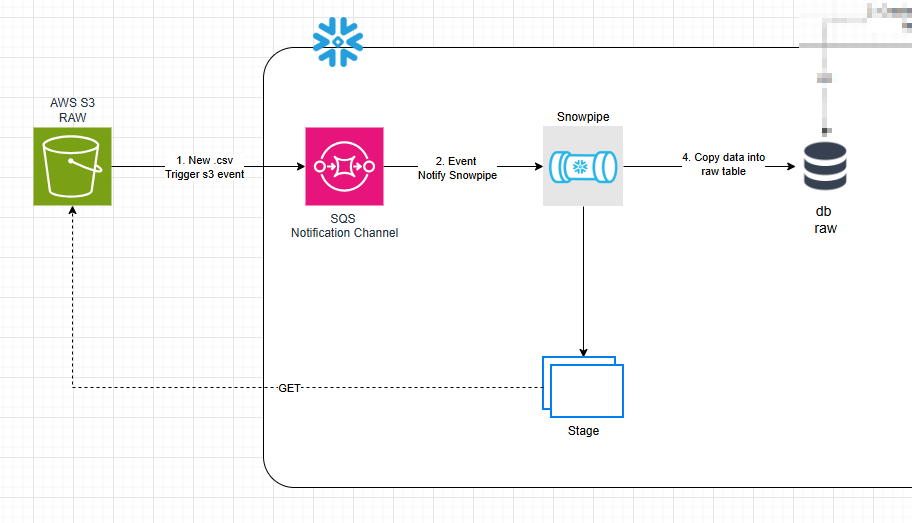 AWS S3
RAW
1. New .csv
Trigger s3 event
SQS
Notification Channel
2. Event
Notify Snowpipe
Snowpipe
4. Copy data into
raw table
db
raw
GET
Stage